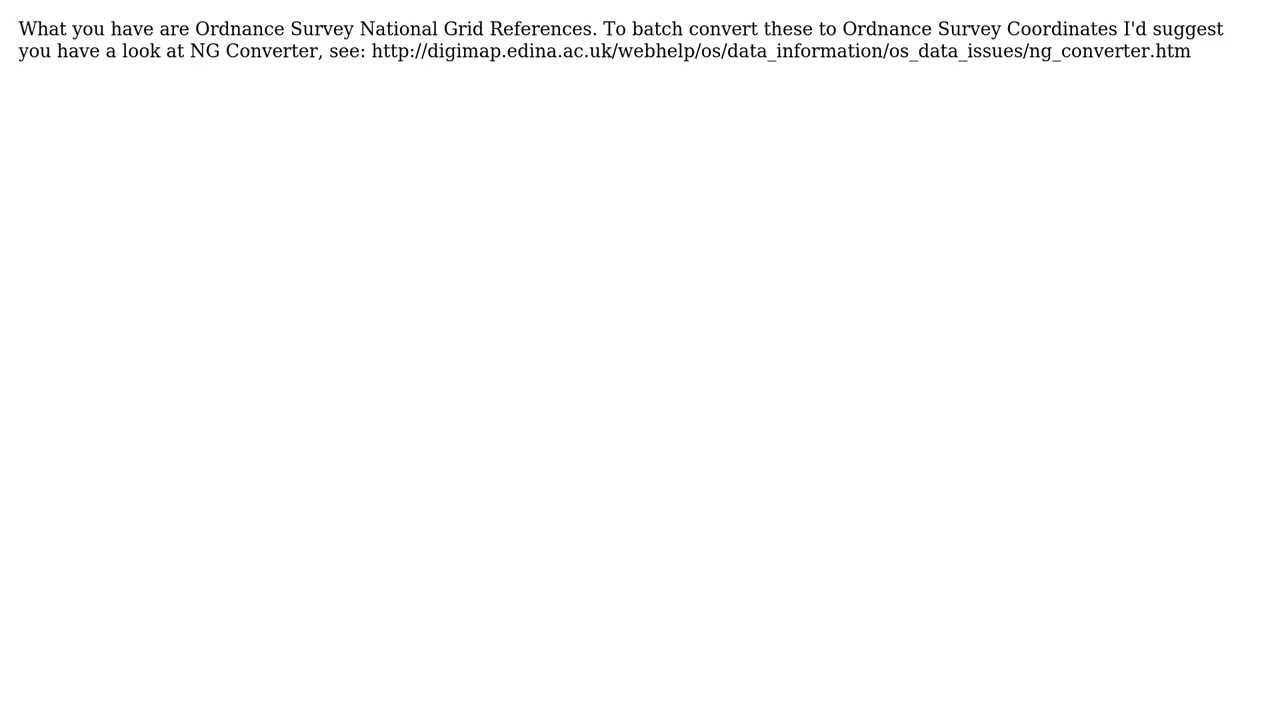 What you have are Ordnance Survey National Grid References. To batch convert these to Ordnance Survey Coordinates I'd suggest
you have a look at NG Converter, see: http://digimap.edina.ac.uk/webhelp/os/data_information/os_data_issues/ng_converter.htm